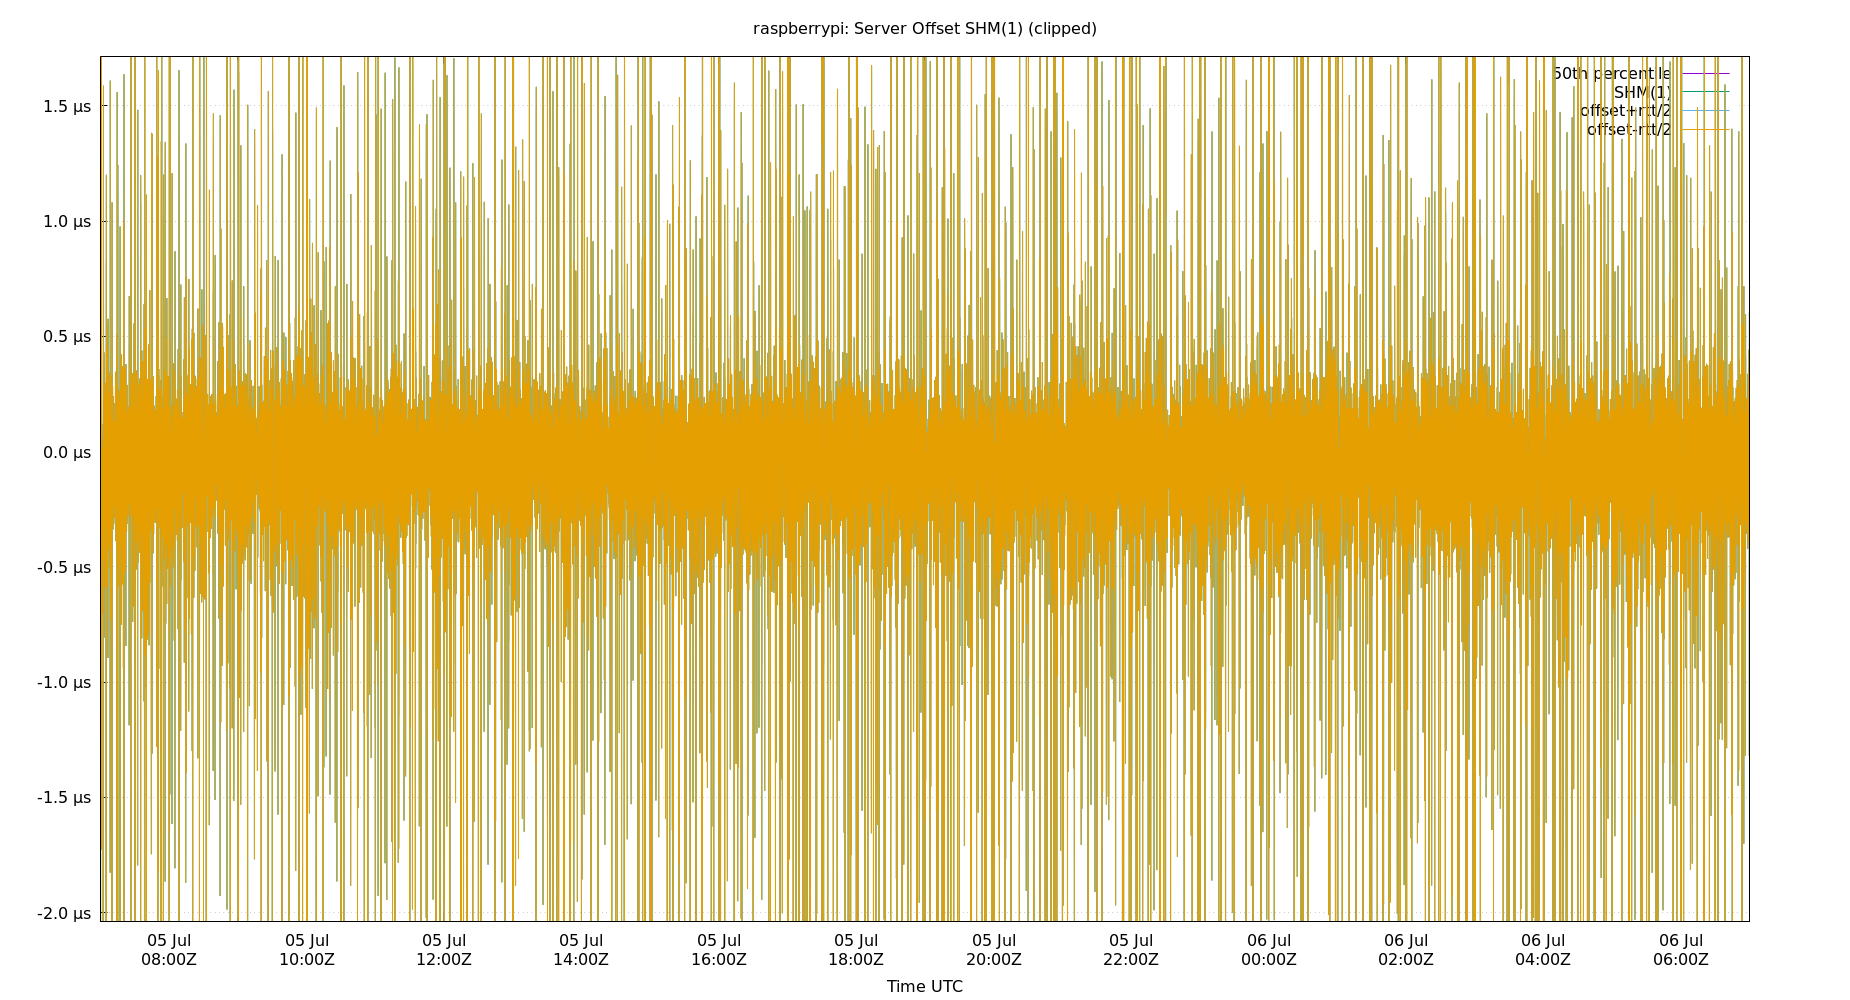 raspberrypi: Server Offset SHM(1) (clipped)
50th percentile
SHM(1)
offset+rtt/2
offset-rtt/2
1.5 µs
1.0 µs
0.5 µs
0.0 µs
-0.5 µs
-1.0 µs
-1.5 µs
-2.0 µs
05 Jul 05 Jul 05 Jul 05 Jul 05 Jul 05 Jul 05 Jul 05 Jul 06 Jul 06 Jul 06 Jul 06 Jul
08:00Z 10:00Z 12:00Z 14:00Z 16:00Z 18:00Z 20:00Z 22:00Z 00:00Z 02:00Z 04:00Z 06:00Z
Time UTC